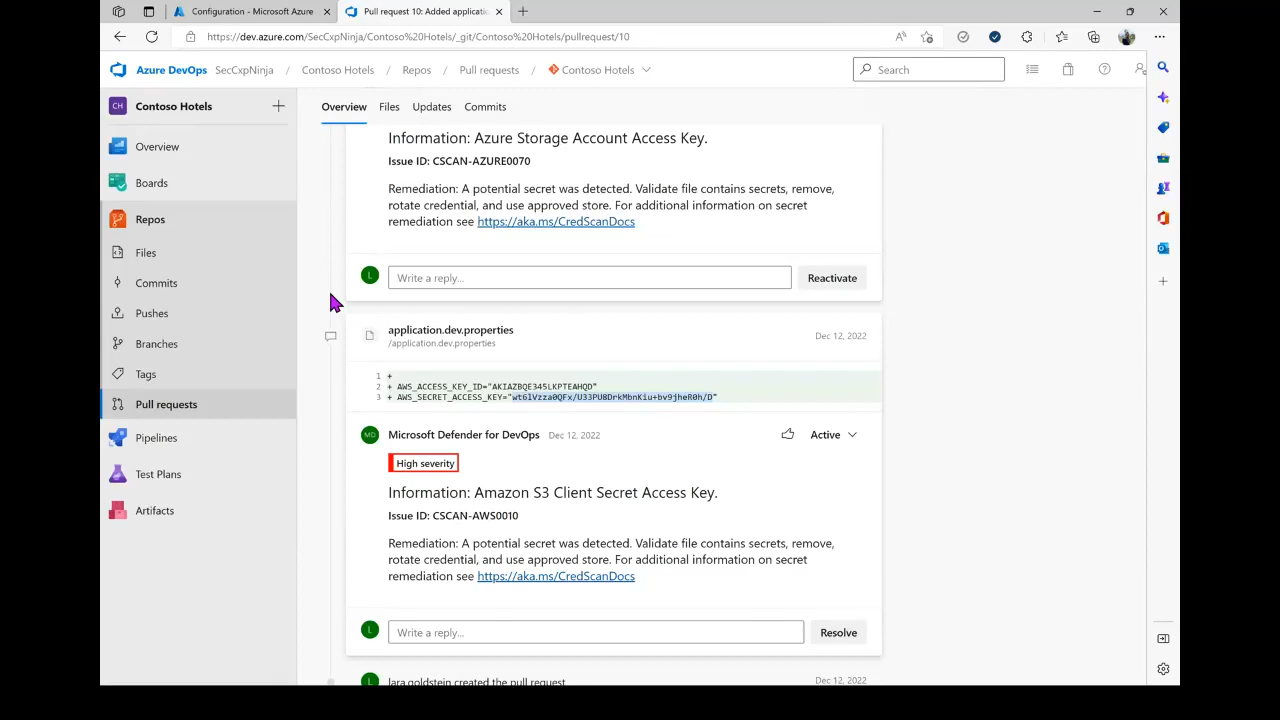 Configuration - Microsoft Azure
Pull request 10: Added applicatio
https://dev.azure.com/SecCxpNinja/Contoso%20Hotels/_git/Contoso%20Hotels/pullrequest/10
Azure DevOps SecCxpNinja / Contoso Hotels / Repos / Pull requests / Contoso Hotels
Search
CH Contoso Hotels
Overview
Boards
Repos
Files
Commits
Pushes
Branches
Tags
Pull requests
Pipelines
Test Plans
Artifacts
Overview Files Updates Commits
Information: Azure Storage Account Access Key.
Issue ID: CSCAN-AZURE0070
Remediation: A potential secret was detected. Validate file contains secrets, remove,
rotate credential, and use approved store. For additional information on secret
remediation see https://aka.ms/CredScanDocs
L Write a reply... Reactivate
application.dev.properties Dec 12, 2022
/application.dev.properties
1 +
2 + AWS_ACCESS_KEY_ID="AKIAZBQE345LKPTEAHQD"
3 + AWS_SECRET_ACCESS_KEY="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"
MD Microsoft Defender for DevOps Dec 12, 2022 Active
High severity
Information: Amazon S3 Client Secret Access Key.
Issue ID: CSCAN-AWS0010
Remediation: A potential secret was detected. Validate file contains secrets, remove,
rotate credential, and use approved store. For additional information on secret
remediation see https://aka.ms/CredScanDocs
L Write a reply... Resolve
L lara.goldstein created the pull request Dec 12, 2022